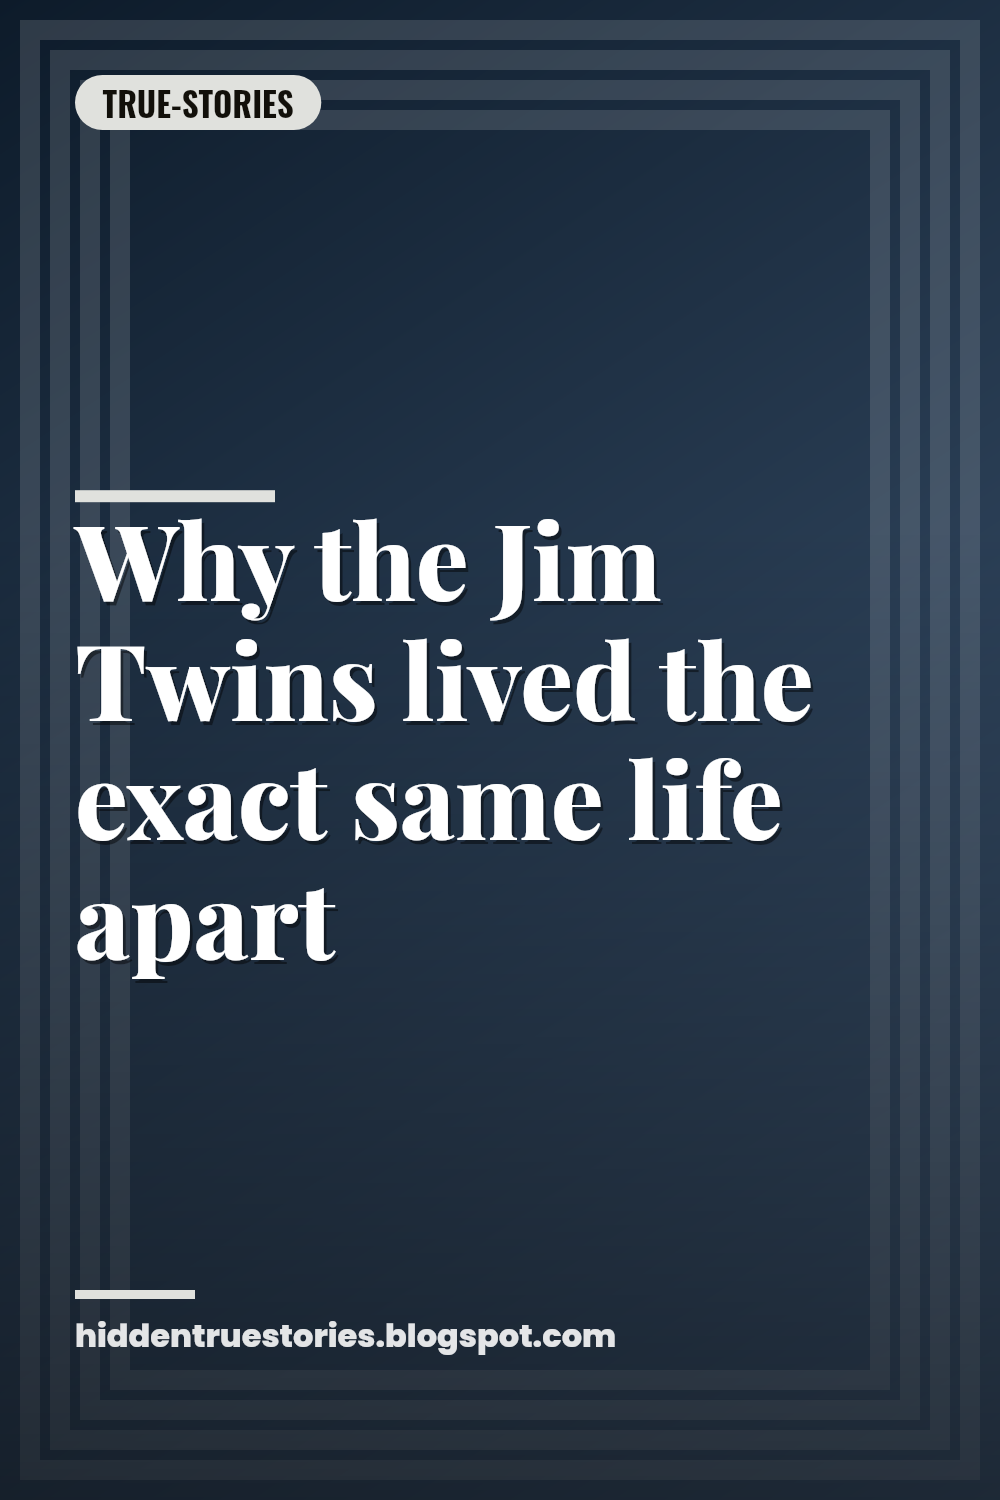 TRUE-STORIES
Why the Jim
Twins lived the
exact same life
apart
hiddentruestories.blogspot.com